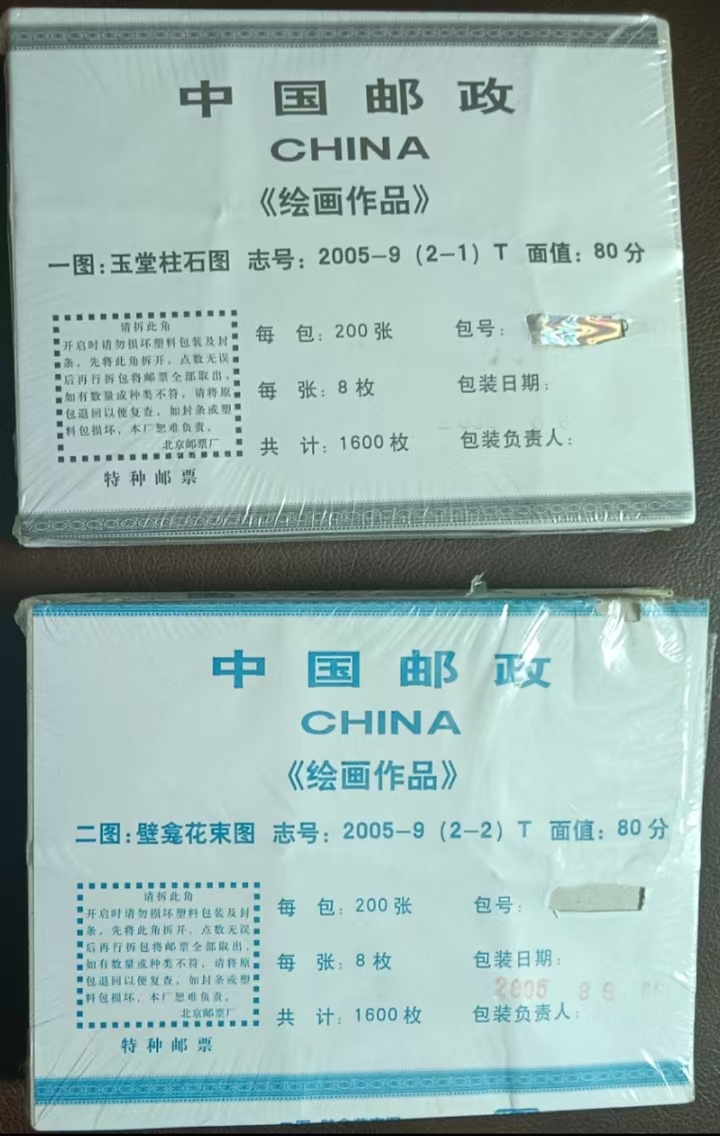 中国邮政
CHINA
《绘画作品》
一图：玉堂柱石图 志号：2005-9（2-1）T 面值：80分
请拆此角
开启时请勿损坏塑料包装及封
条，先将此角拆开，点数无误
后再行拆包将邮票全部取出，
如有数量或种类不符，请将原
包退回以便复查，如封条或塑
料包损坏，本厂恕难负责。
北京邮票厂
特种邮票
每 包：200张
每 张：8枚
共 计：1600枚
包号：
包装日期：
包装负责人：
中国邮政
CHINA
《绘画作品》
二图：壁龛花束图 志号：2005-9（2-2）T 面值：80分
请拆此角
开启时请勿损坏塑料包装及封
条，先将此角拆开，点数无误
后再行拆包将邮票全部取出，
如有数量或种类不符，请将原
包退回以便复查，如封条或塑
料包损坏，本厂恕难负责。
北京邮票厂
特种邮票
每 包：200张
每 张：8枚
共 计：1600枚
包号：
包装日期：
2005
包装负责人：